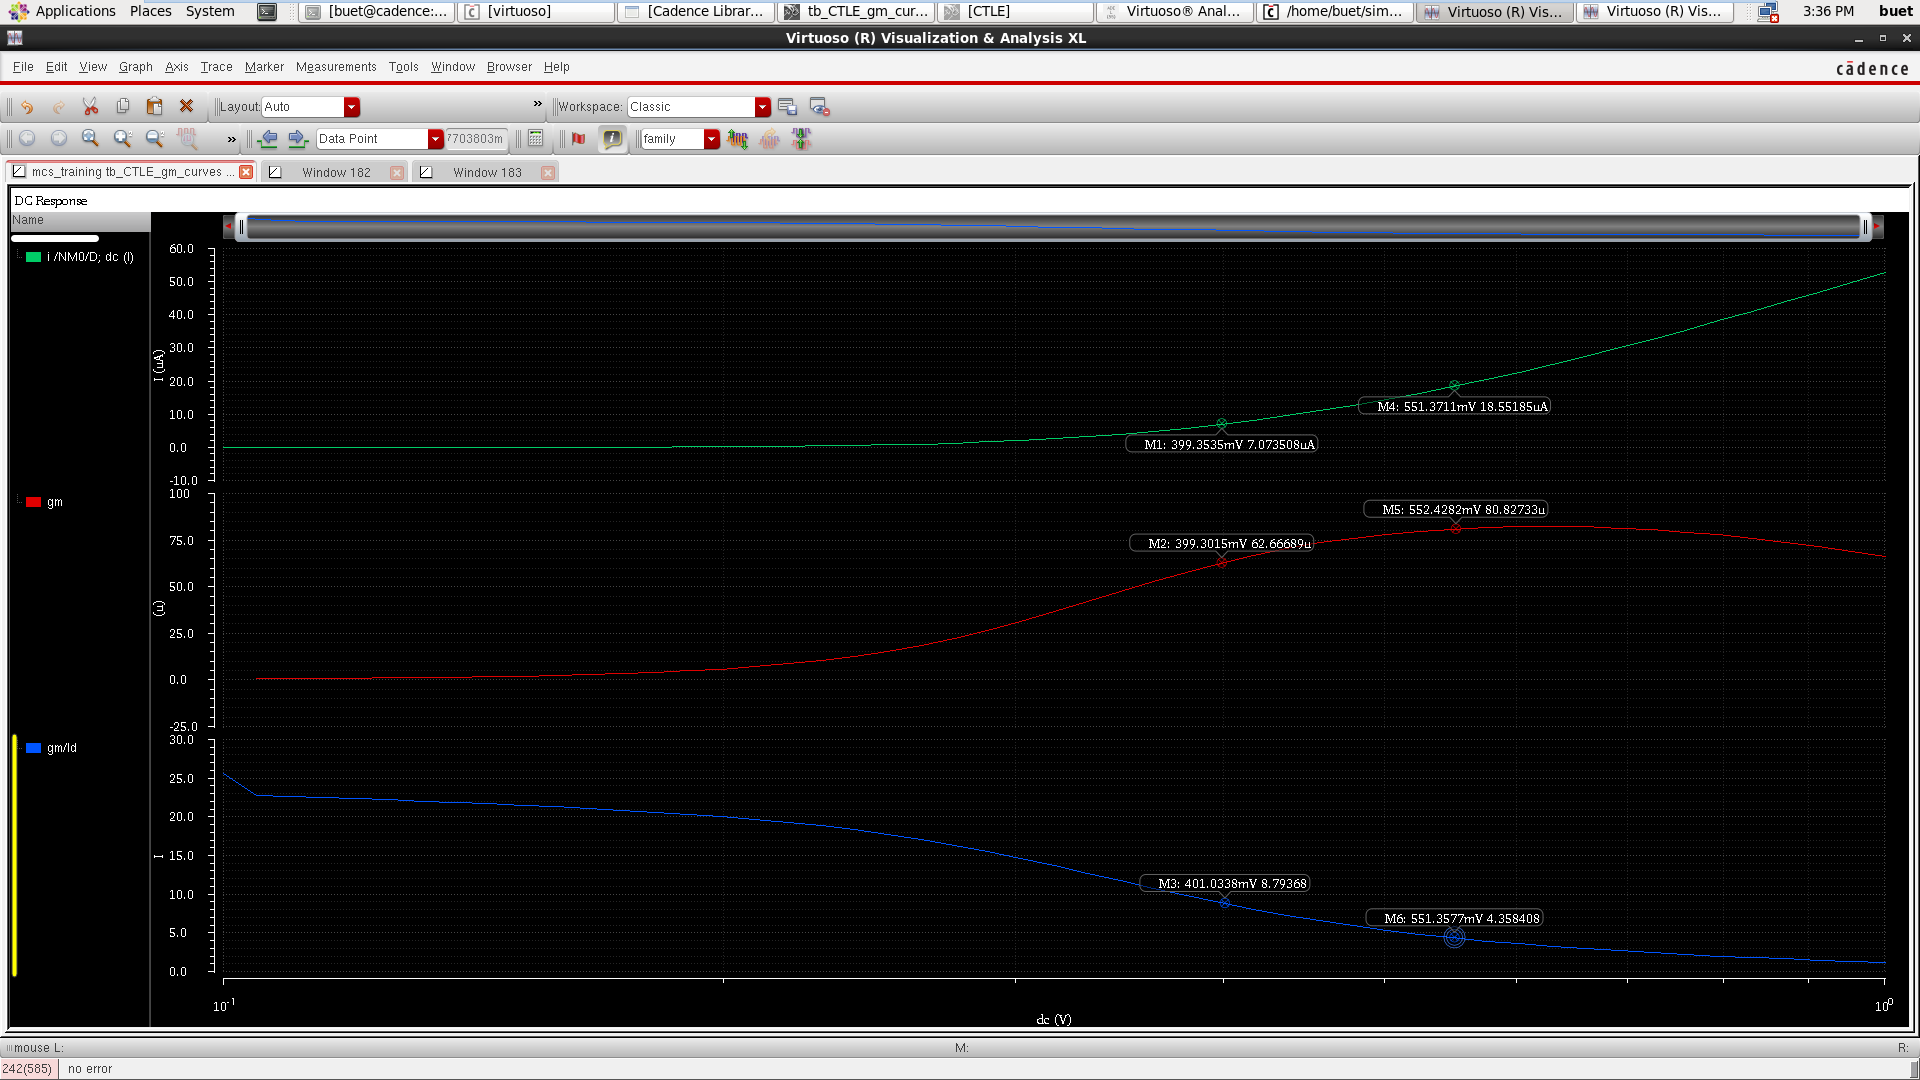 Applications Places System [buet@cadence:... [virtuoso] [Cadence Librar... tb_CTLE_gm_cur... [CTLE] Virtuoso® Anal... /home/buet/sim... Virtuoso (R) Vis... Virtuoso (R) Vis... 3:36 PM buet
Virtuoso (R) Visualization & Analysis XL
File Edit View Graph Axis Trace Marker Measurements Tools Window Browser Help
cādence
Layout: Auto » Workspace: Classic
» Data Point 7703803m family
mcs_training tb_CTLE_gm_curves ... Window 182 Window 183
DC Response
Name
i /NM0/D; dc (I)
60.0
50.0
40.0
30.0
20.0
10.0
0.0
-10.0
I (uA)
M4: 551.3711mV 18.55185uA
M1: 399.3535mV 7.073508uA
gm
100
75.0
50.0
25.0
0.0
-25.0
(u)
M5: 552.4282mV 80.82733u
M2: 399.3015mV 62.66689u
gm/Id
30.0
25.0
20.0
15.0
10.0
5.0
0.0
I
M3: 401.0338mV 8.79368
M6: 551.3577mV 4.358408
10-1
100
dc (V)
mouse L: M: R:
242(585) no error